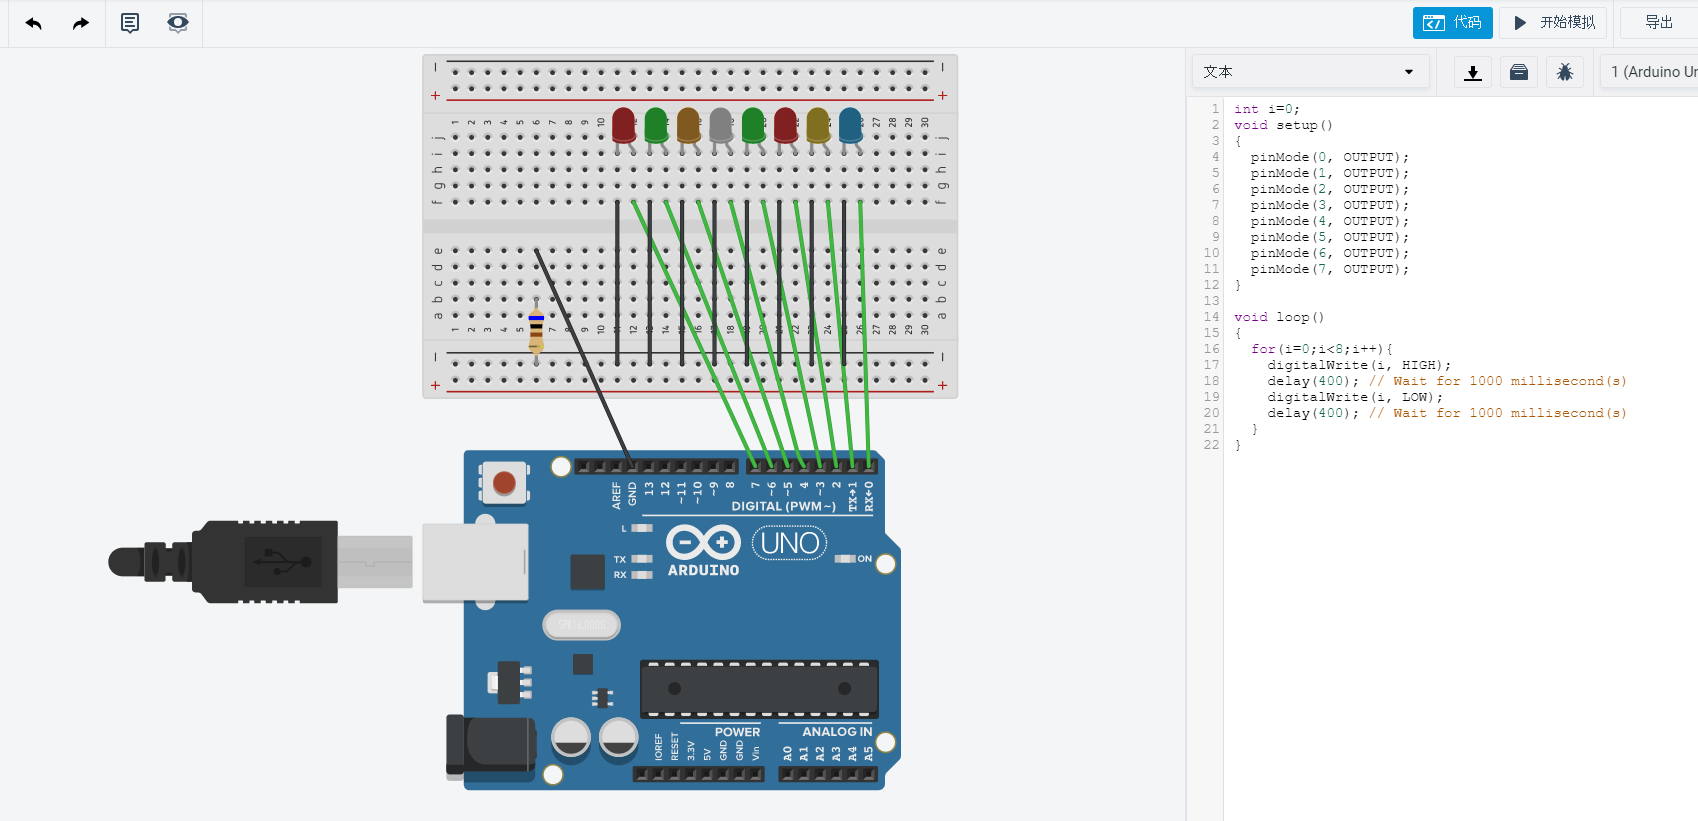 代码
开始模拟
导出
文本
1 (Arduino Un
1 int i=0;
2 void setup()
3 {
4 pinMode(0, OUTPUT);
5 pinMode(1, OUTPUT);
6 pinMode(2, OUTPUT);
7 pinMode(3, OUTPUT);
8 pinMode(4, OUTPUT);
9 pinMode(5, OUTPUT);
10 pinMode(6, OUTPUT);
11 pinMode(7, OUTPUT);
12 }
13
14 void loop()
15 {
16 for(i=0;i<8;i++){
17 digitalWrite(i, HIGH);
18 delay(400); // Wait for 1000 millisecond(s)
19 digitalWrite(i, LOW);
20 delay(400); // Wait for 1000 millisecond(s)
21 }
22 }
AREF GND 13 12 ~11 ~10 ~9 8 7 ~6 ~5 4 ~3 2 TX→1 RX←0
DIGITAL (PWM~)
L
TX
RX
ARDUINO
UNO
ON
POWER
ANALOG IN
IOREF RESET 3.3V 5V GND GND Vin A0 A1 A2 A3 A4 A5